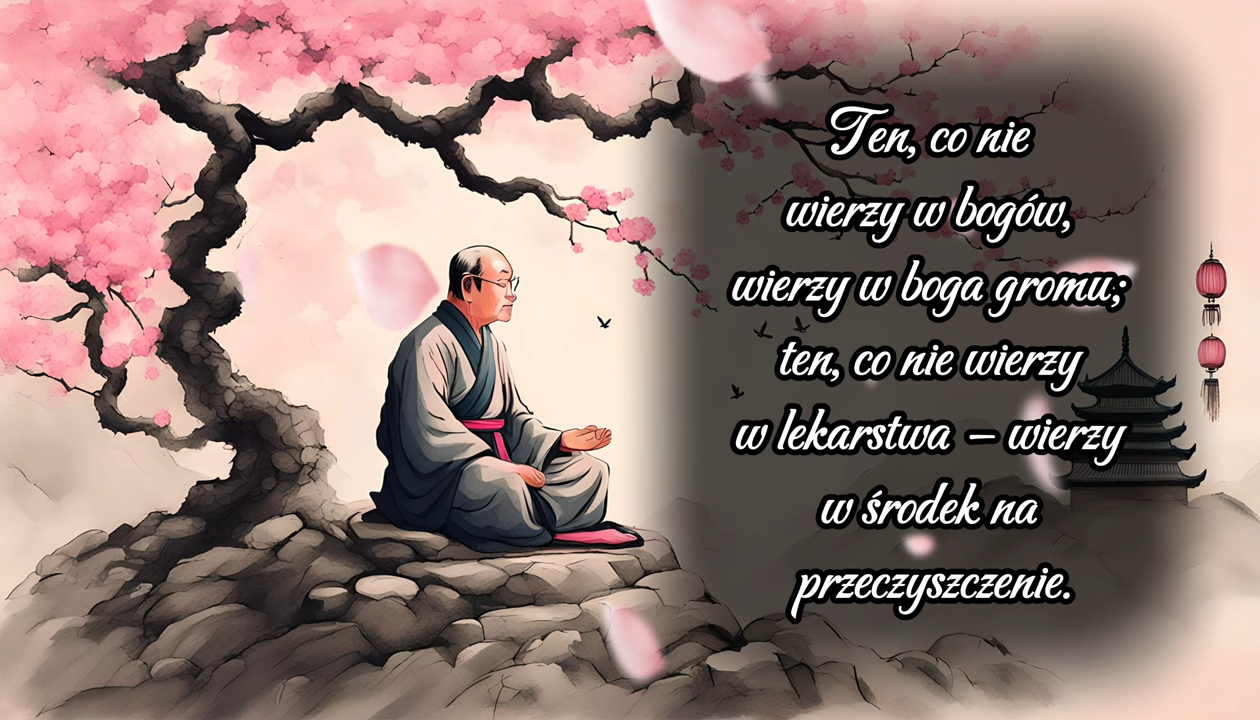 Ten, co nie
wierzy w bogów,
wierzy w boga gromu;
ten, co nie wierzy
w lekarstwa – wierzy
w środek na
przeczyszczenie.